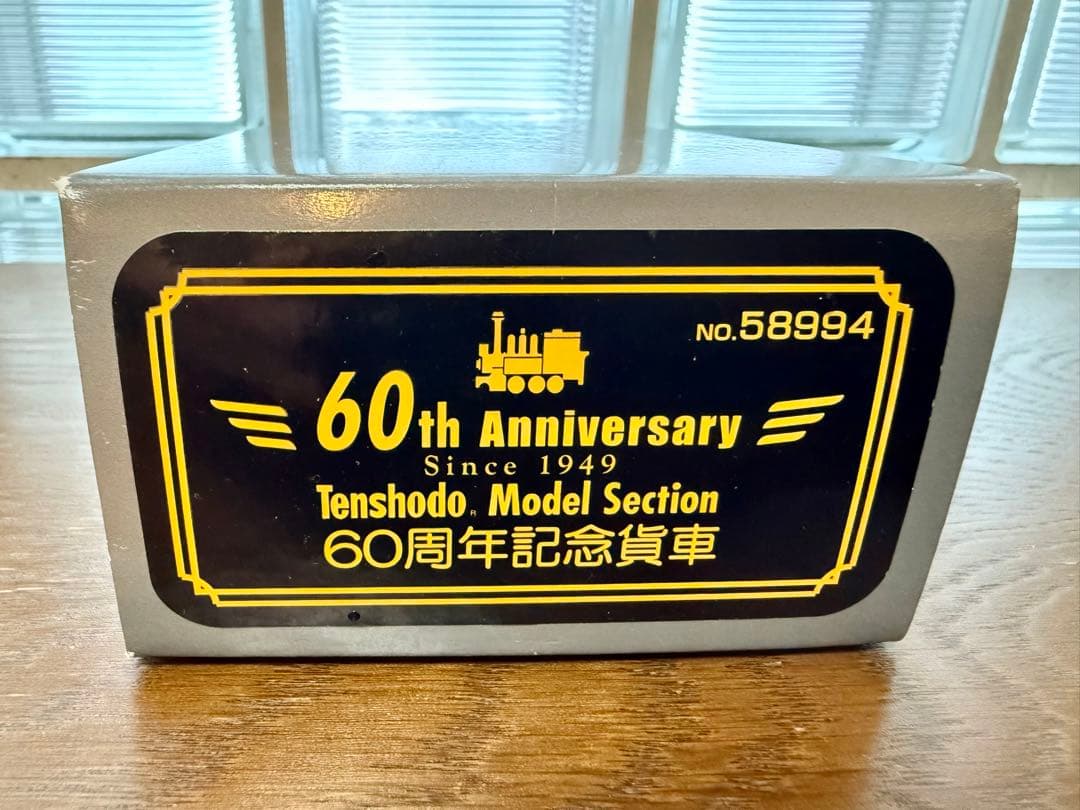 NO.58994
60th Anniversary
Since 1949
Tenshodo® Model Section
60周年記念貨車